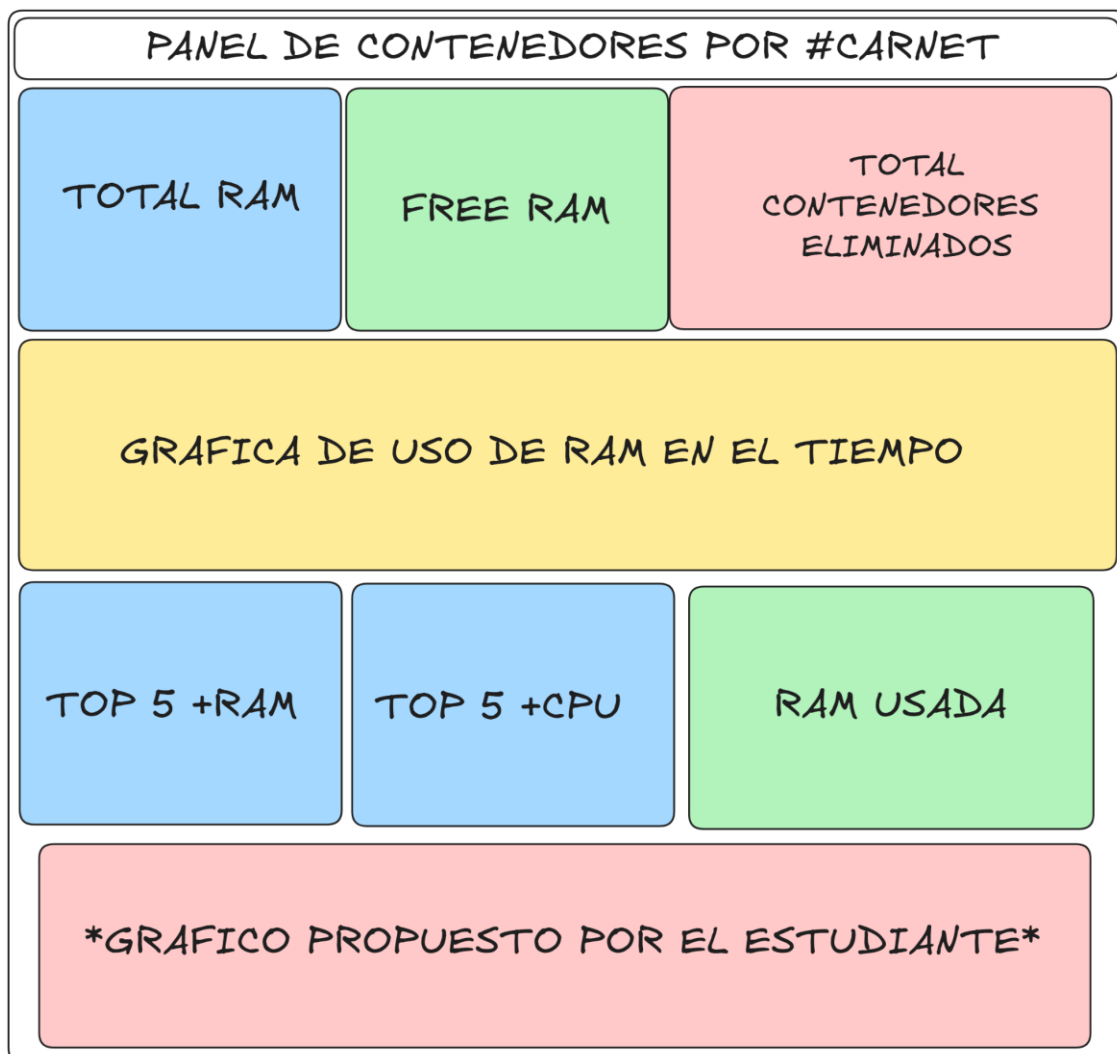 PANEL DE CONTENEDORES POR #CARNET
TOTAL RAM
FREE RAM
TOTAL
CONTENEDORES
ELIMINADOS
GRAFICA DE USO DE RAM EN EL TIEMPO
TOP 5 +RAM
TOP 5 +CPU
RAM USADA
*GRAFICO PROPUESTO POR EL ESTUDIANTE*